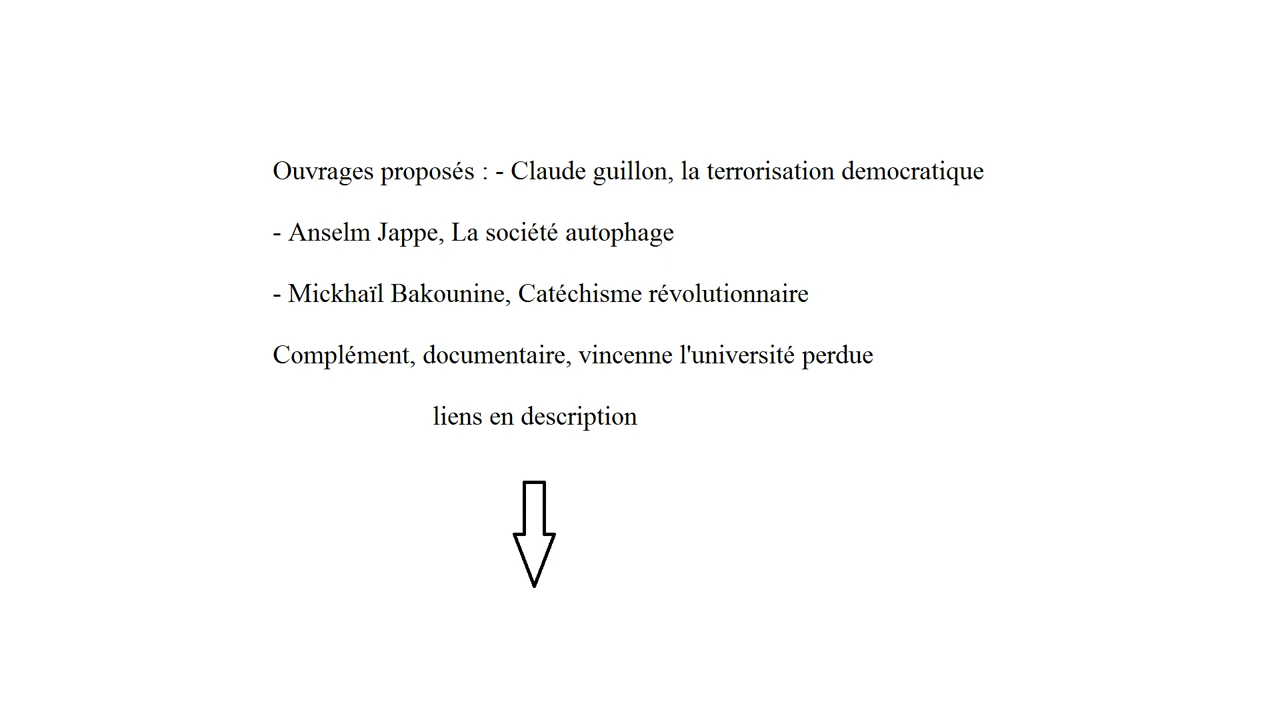 Ouvrages proposés : - Claude guillon, la terrorisation democratique
- Anselm Jappe, La société autophage
- Mickhaïl Bakounine, Catéchisme révolutionnaire
Complément, documentaire, vincenne l'université perdue
liens en description